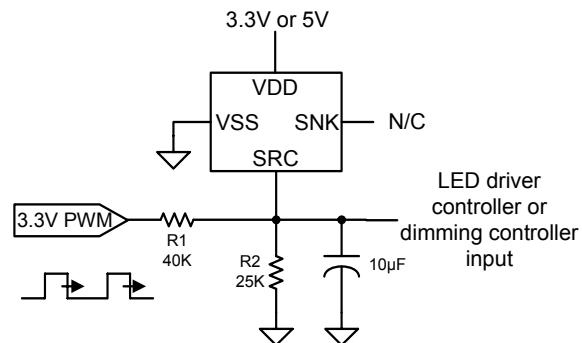 3.3V or 5V
VDD
VSS
SNK
N/C
SRC
3.3V PWM
R1
40K
R2
25K
10µF
LED driver
controller or
dimming controller
input